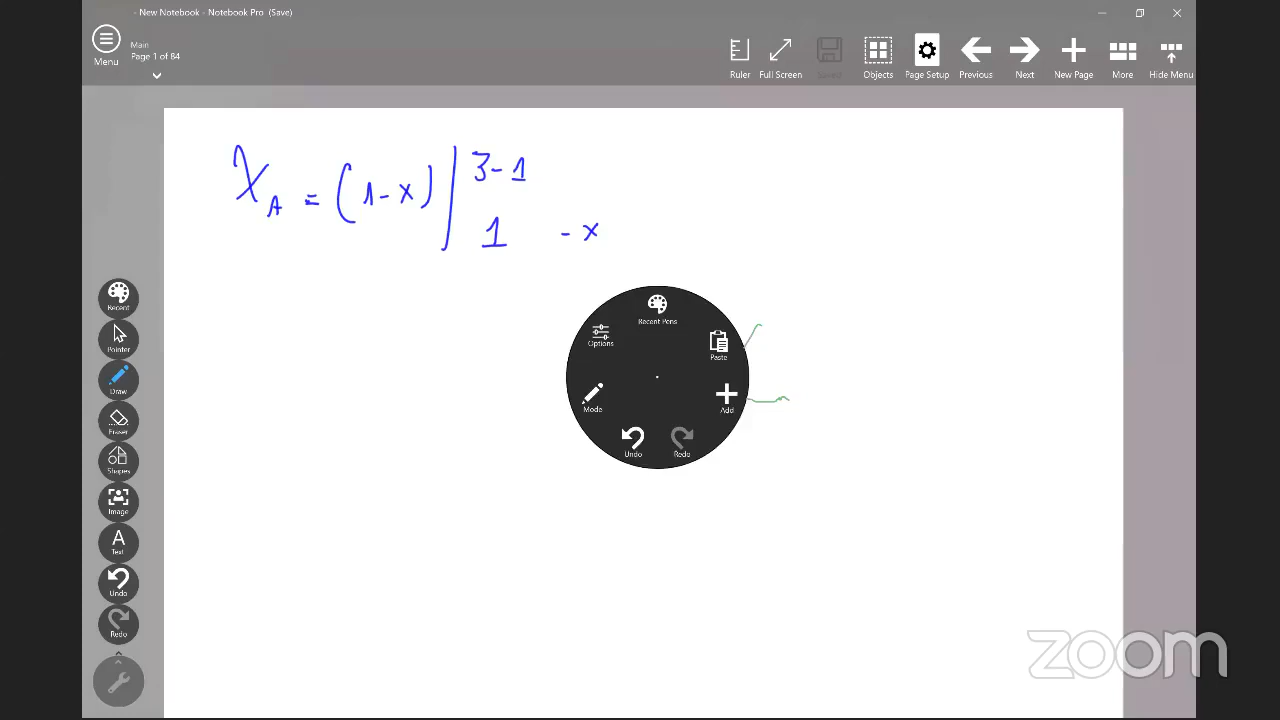 - New Notebook - Notebook Pro (Save)
Menu
Main
Page 1 of 84
Ruler
Full Screen
Saved
Objects
Page Setup
Previous
Next
New Page
More
Hide Menu
χ_A = (1-x) | 3-1
1 -x
Recent
Pointer
Draw
Eraser
Shapes
Image
A
Text
Undo
Redo
Recent Pens
Options
Paste
Mode
Add
Undo
Redo
zoom